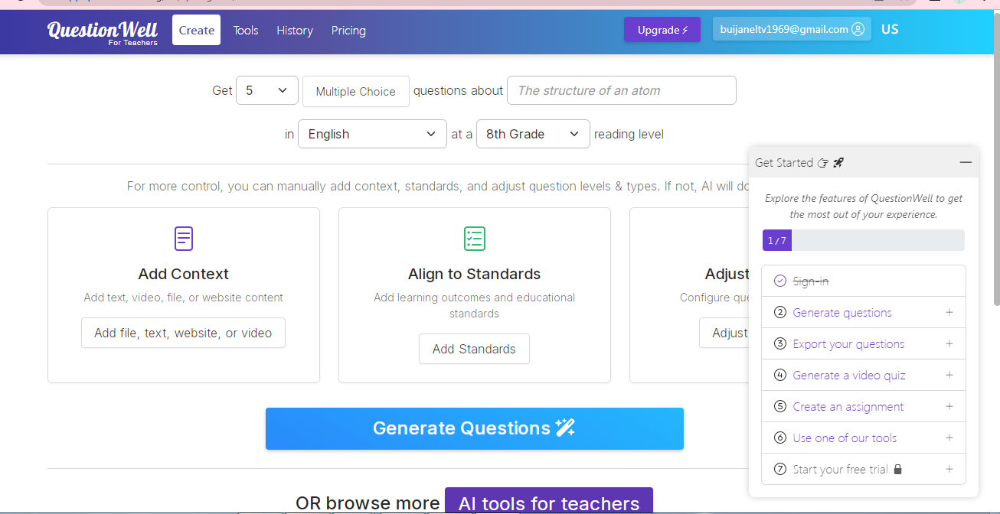 QuestionWell
For Teachers
Create
Tools
History
Pricing
Upgrade ⚡
buijaneltv1969@gmail.com
US
Get 5 Multiple Choice questions about The structure of an atom
in English at a 8th Grade reading level
For more control, you can manually add context, standards, and adjust question levels & types. If not, AI will do
Add Context
Add text, video, file, or website content
Add file, text, website, or video
Align to Standards
Add learning outcomes and educational
standards
Add Standards
Adjust
Configure
Adjust
Generate Questions
OR browse more AI tools for teachers
Get Started
Explore the features of QuestionWell to get
the most out of your experience.
1/7
Sign-in
2 Generate questions +
3 Export your questions +
4 Generate a video quiz +
5 Create an assignment +
6 Use one of our tools +
7 Start your free trial +